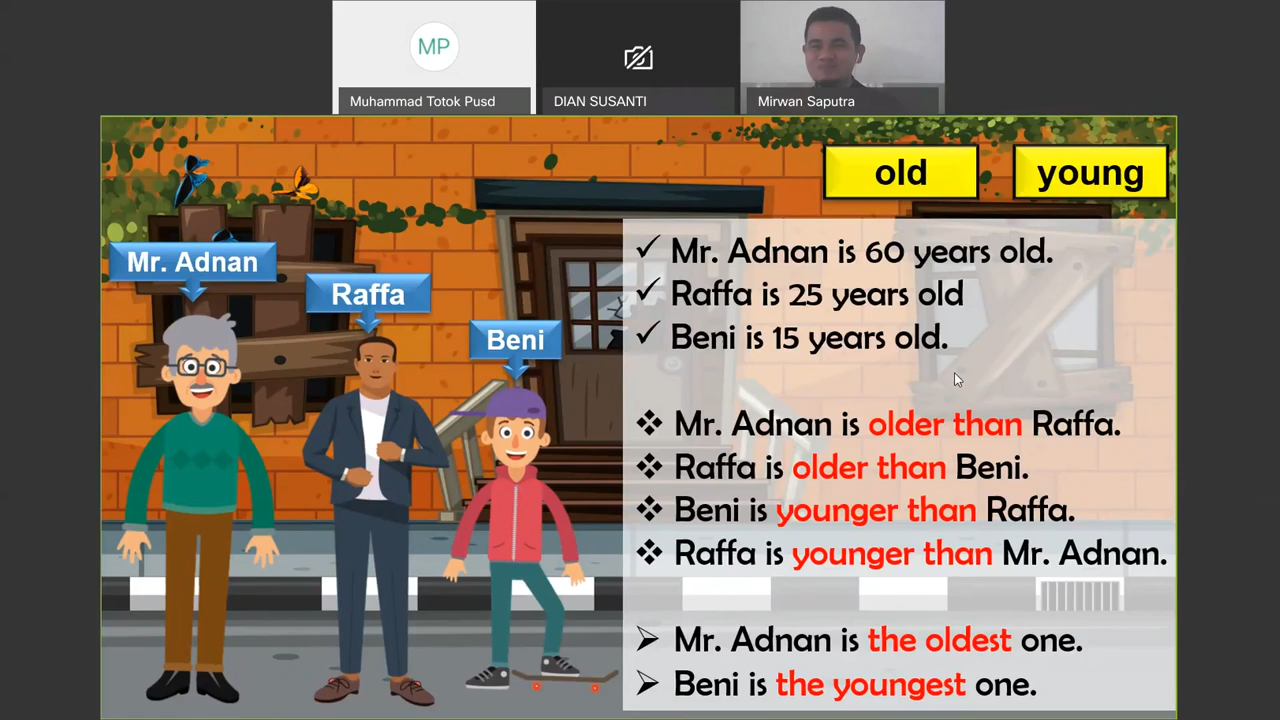 MP
Muhammad Totok Pusd
DIAN SUSANTI
Mirwan Saputra
old
young
Mr. Adnan
Raffa
Beni
Mr. Adnan is 60 years old.
Raffa is 25 years old
Beni is 15 years old.
Mr. Adnan is older than Raffa.
Raffa is older than Beni.
Beni is younger than Raffa.
Raffa is younger than Mr. Adnan.
Mr. Adnan is the oldest one.
Beni is the youngest one.